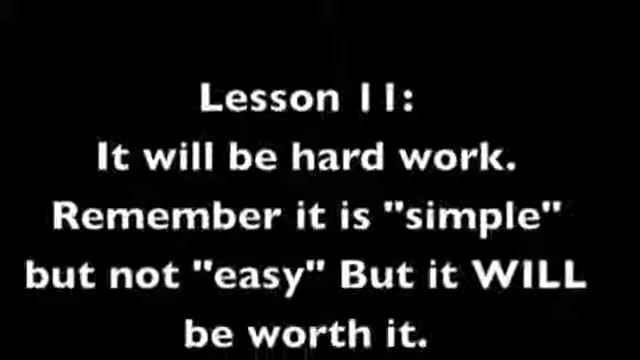 Lesson 11:
It will be hard work.
Remember it is "simple"
but not "easy" But it WILL
be worth it.